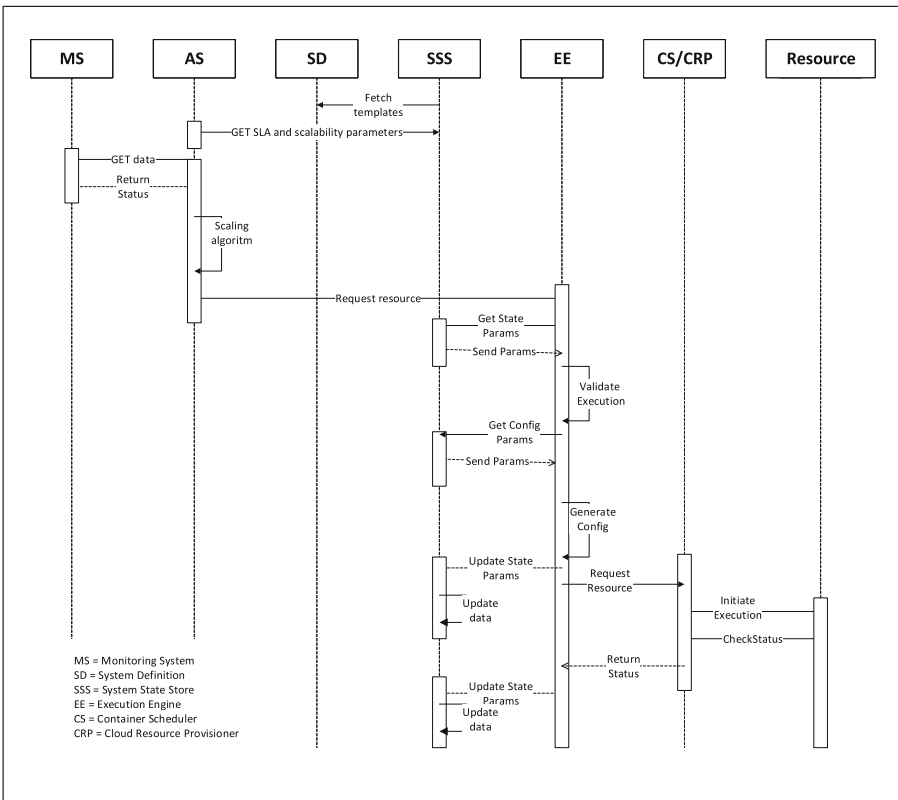 MS
AS
SD
SSS
EE
CS/CRP
Resource
Fetch
templates
GET SLA and scalability parameters
GET data
Return
Status
Scaling
algoritm
Request resource
Get State
Params
Send Params
Validate
Execution
Get Config
Params
Send Params
Generate
Config
Update State
Params
Request
Resource
Update
data
Initiate
Execution
CheckStatus
Return
Status
Update State
Params
Update
data
MS = Monitoring System
SD = System Definition
SSS = System State Store
EE = Execution Engine
CS = Container Scheduler
CRP = Cloud Resource Provisioner